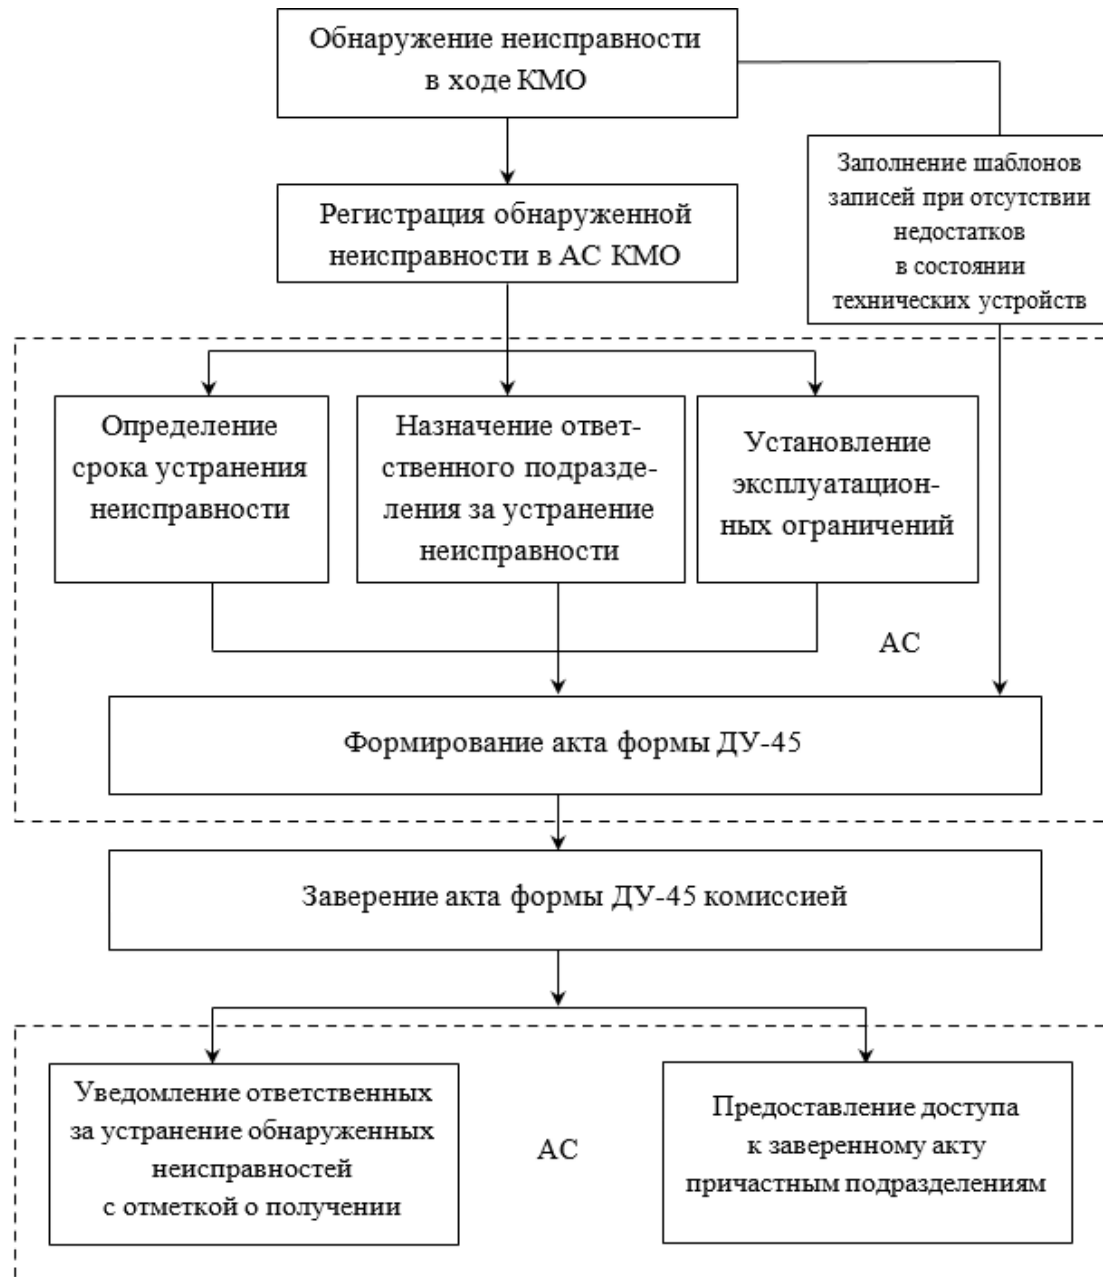 Обнаружение неисправности
в ходе КМО
Заполнение шаблонов
записей при отсутствии
недостатков
в состоянии
технических устройств
Регистрация обнаруженной
неисправности в АС КМО
Определение
срока устранения
неисправности
Назначение ответ-
ственного подразде-
ления за устранение
неисправности
Установление
эксплуатацион-
ных ограничений
АС
Формирование акта формы ДУ-45
Заверение акта формы ДУ-45 комиссией
Уведомление ответственных
за устранение обнаруженных
неисправностей
с отметкой о получении
АС
Предоставление доступа
к заверенному акту
причастным подразделениям